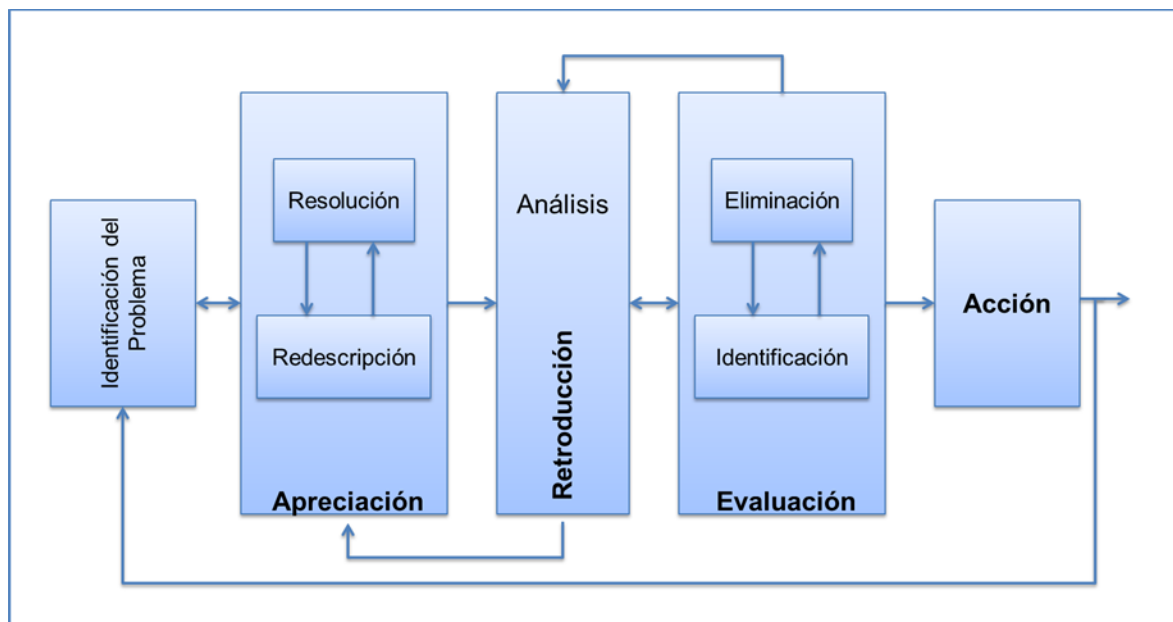 Identificación del
Problema
Resolución
Redescripción
Apreciación
Análisis
Retroducción
Eliminación
Identificación
Evaluación
Acción